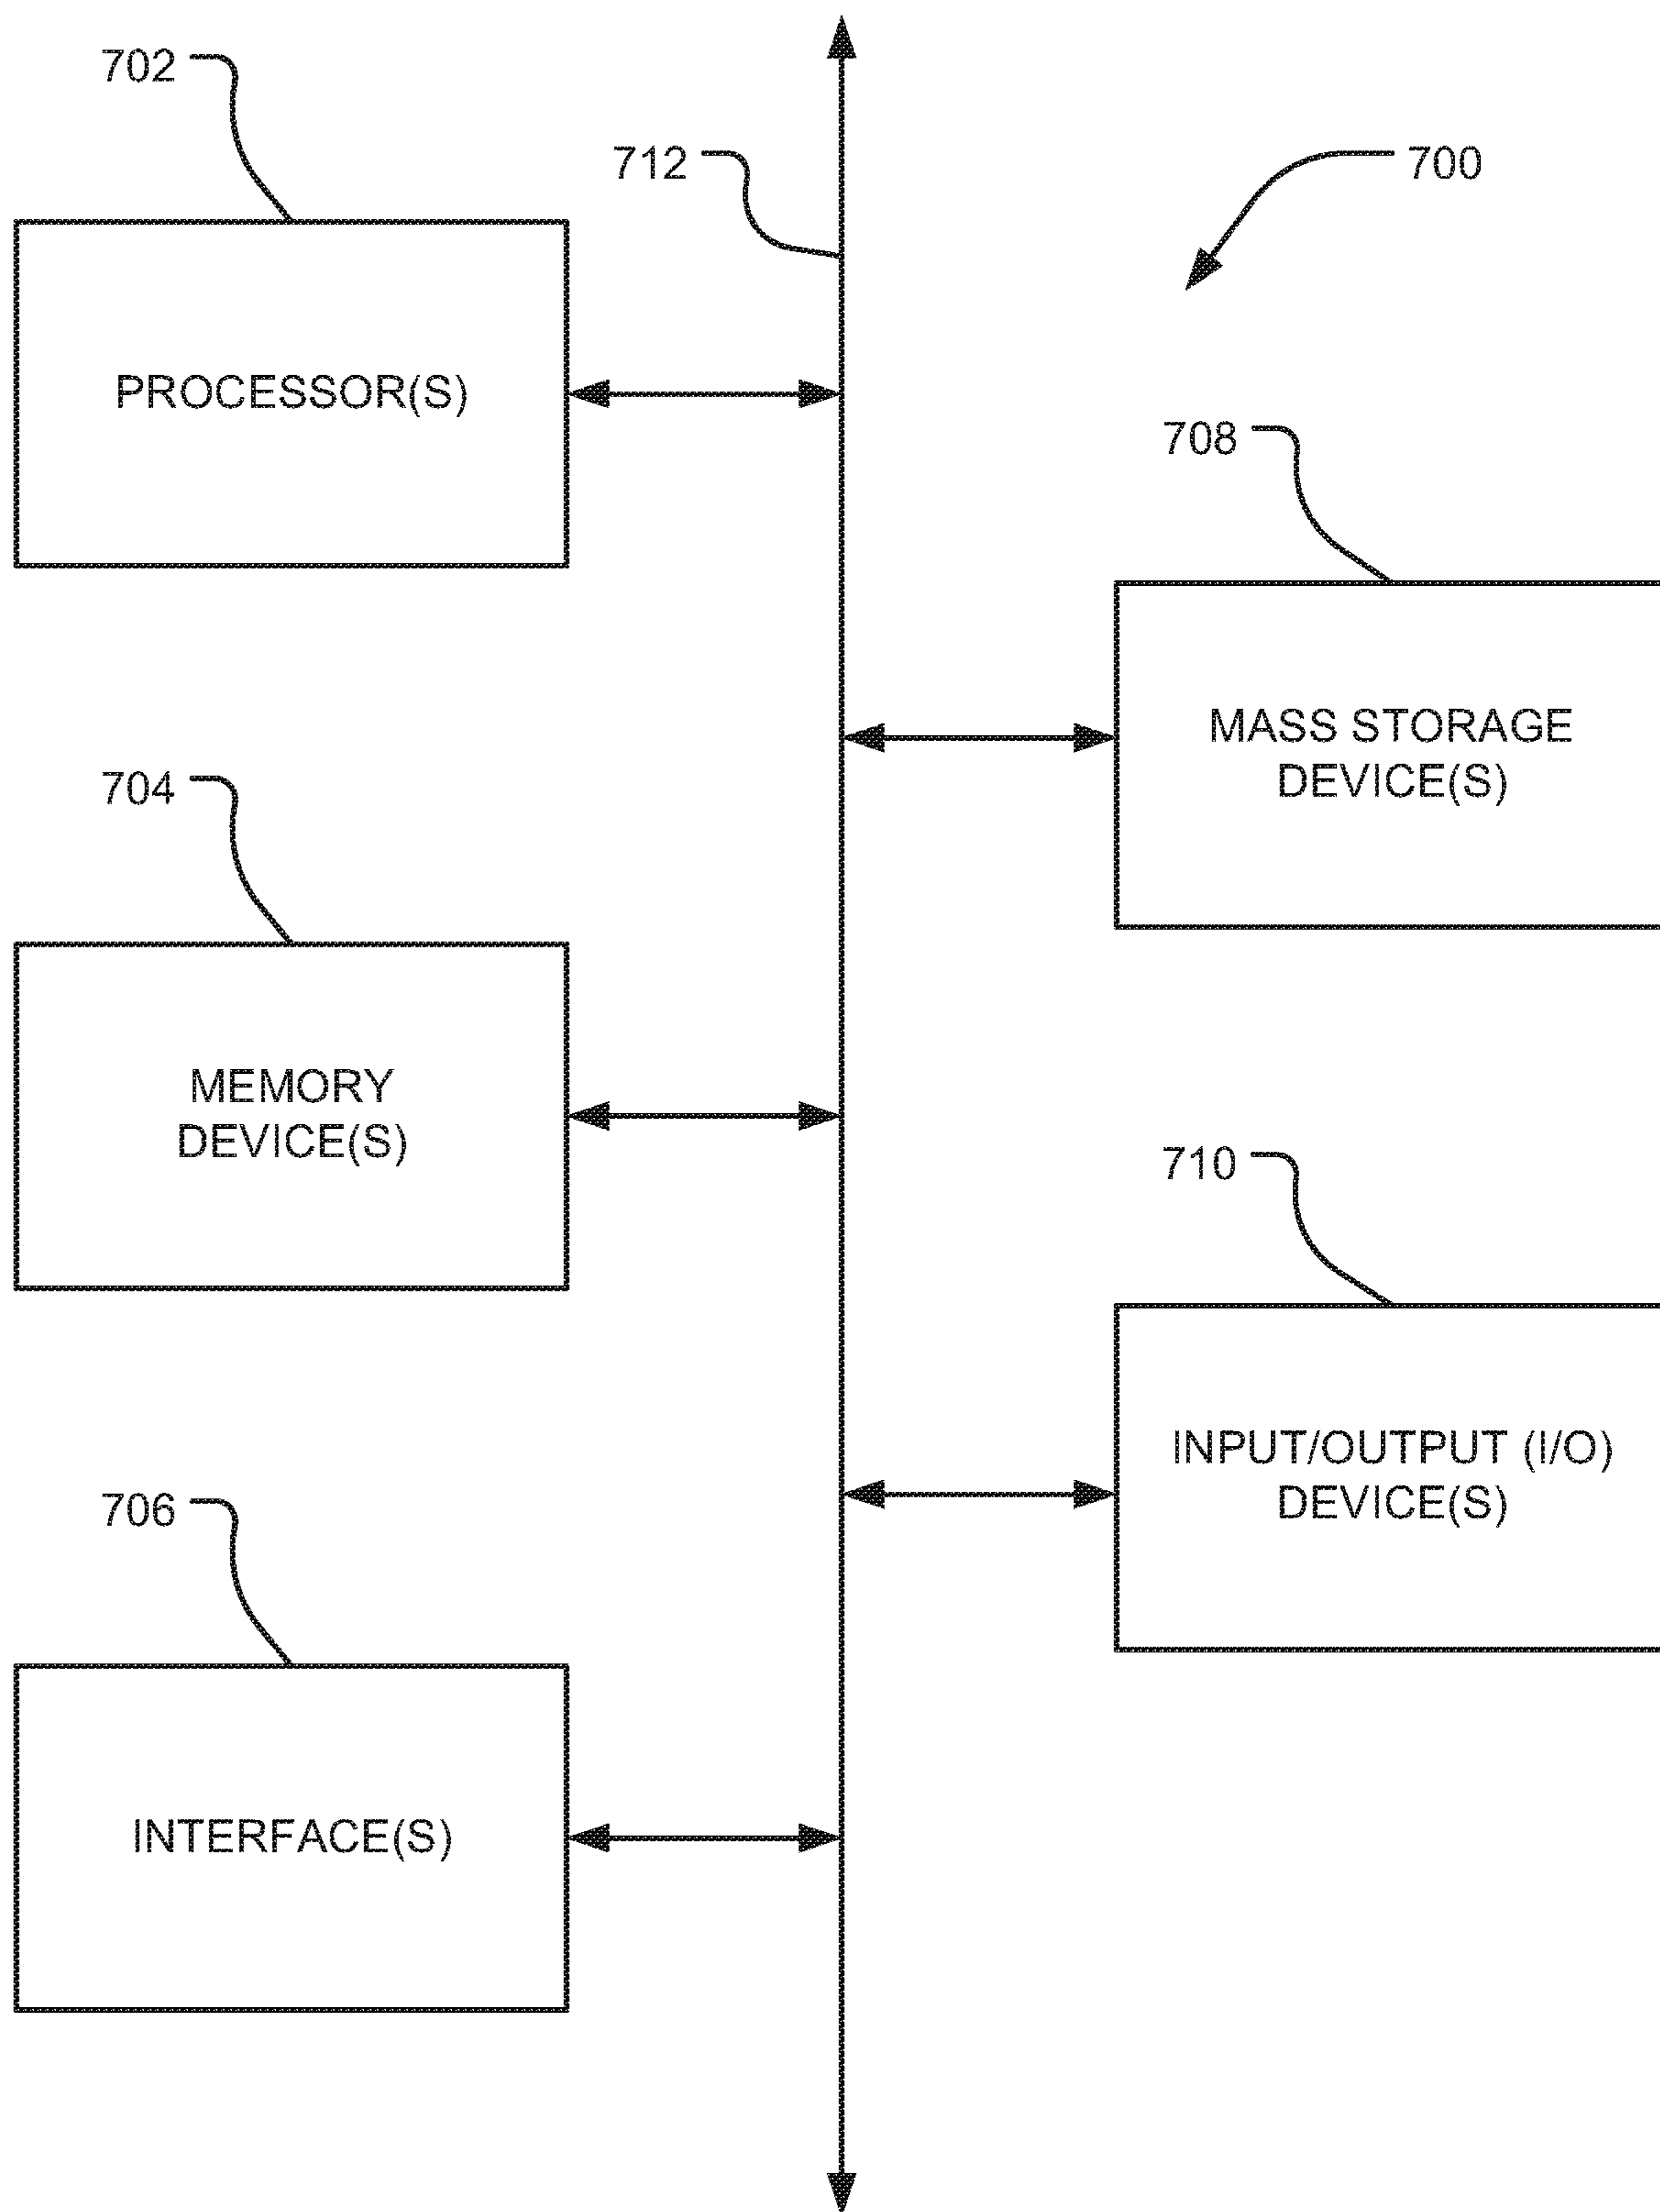 702
712
700
PROCESSOR(S)
708
MASS STORAGE
DEVICE(S)
704
MEMORY
DEVICE(S)
710
INPUT/OUTPUT (I/O)
DEVICE(S)
706
INTERFACE(S)